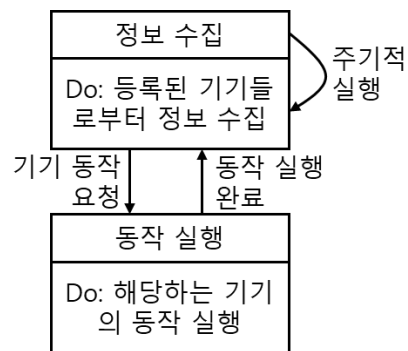 정보 수집
Do: 등록된 기기들
로부터 정보 수집
주기적
실행
기기 동작
요청
동작 실행
완료
동작 실행
Do: 해당하는 기기
의 동작 실행